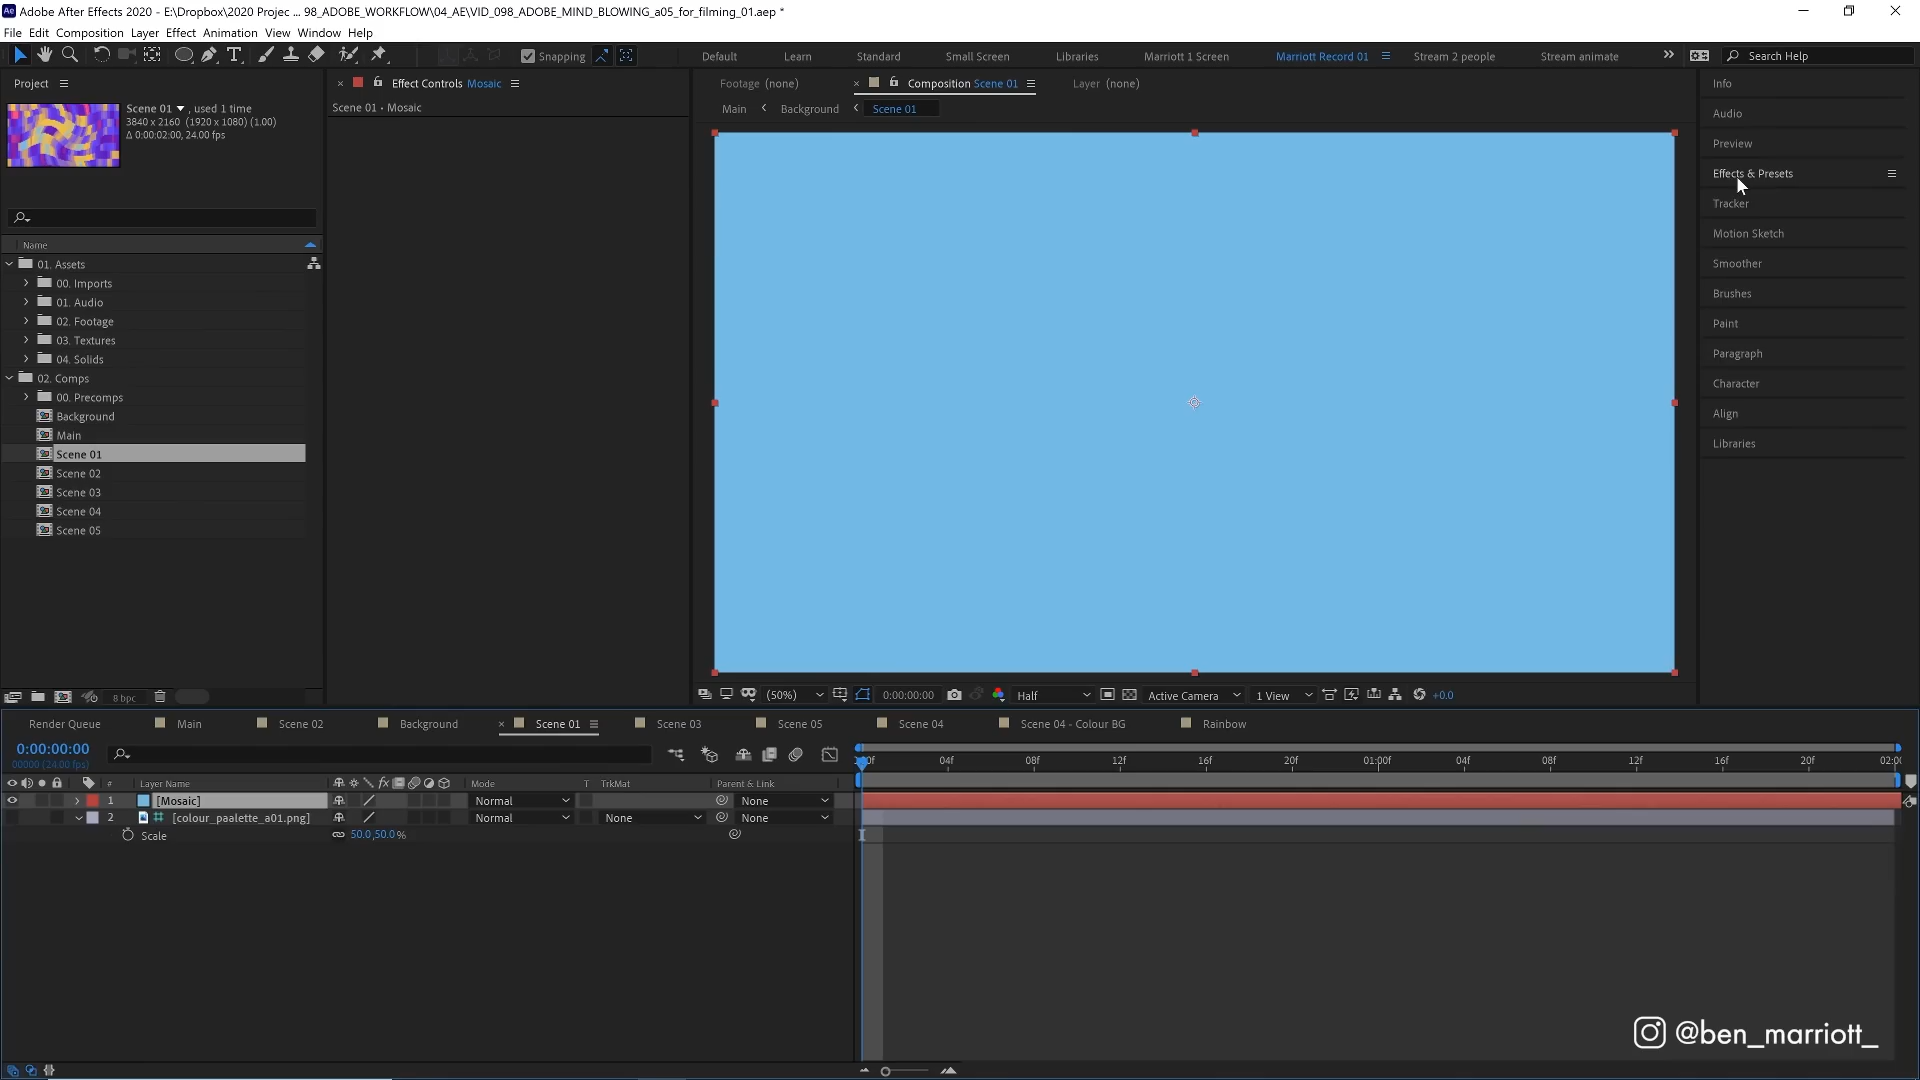 Adobe After Effects 2020 - E:\Dropbox\2020 Projec ... 98_ADOBE_WORKFLOW\04_AE\VID_098_ADOBE_MIND_BLOWING_a05_for_filming_01.aep *
File Edit Composition Layer Effect Animation View Window Help
Snapping Default Learn Standard Small Screen Libraries Marriott 1 Screen Marriott Record 01 Stream 2 people Stream animate Search Help
Project
Scene 01 , used 1 time
3840 x 2160 (1920 x 1080) (1.00)
Δ 0:00:02:00, 24.00 fps
Name
01. Assets
00. Imports
01. Audio
02. Footage
03. Textures
04. Solids
02. Comps
00. Precomps
Background
Main
Scene 01
Scene 02
Scene 03
Scene 04
Scene 05
8 bpc
Effect Controls Mosaic
Scene 01 • Mosaic
Footage (none) Composition Scene 01 Layer (none)
Main Background Scene 01
(50%) 0:00:00:00 Half Active Camera 1 View +0.0
Info
Audio
Preview
Effects & Presets
Tracker
Motion Sketch
Smoother
Brushes
Paint
Paragraph
Character
Align
Libraries
Render Queue Main Scene 02 Background Scene 01 Scene 03 Scene 05 Scene 04 Scene 04 - Colour BG Rainbow
0:00:00:00
00000 (24.00 fps)
04f 08f 12f 16f 20f 01:00f 04f 08f 12f 16f 20f
# Layer Name Mode T TrkMat Parent & Link
1 [Mosaic] Normal None
2 [colour_paalette_a01.png] Normal None None
Scale 50.0,50.0 %
@ben_marriott_